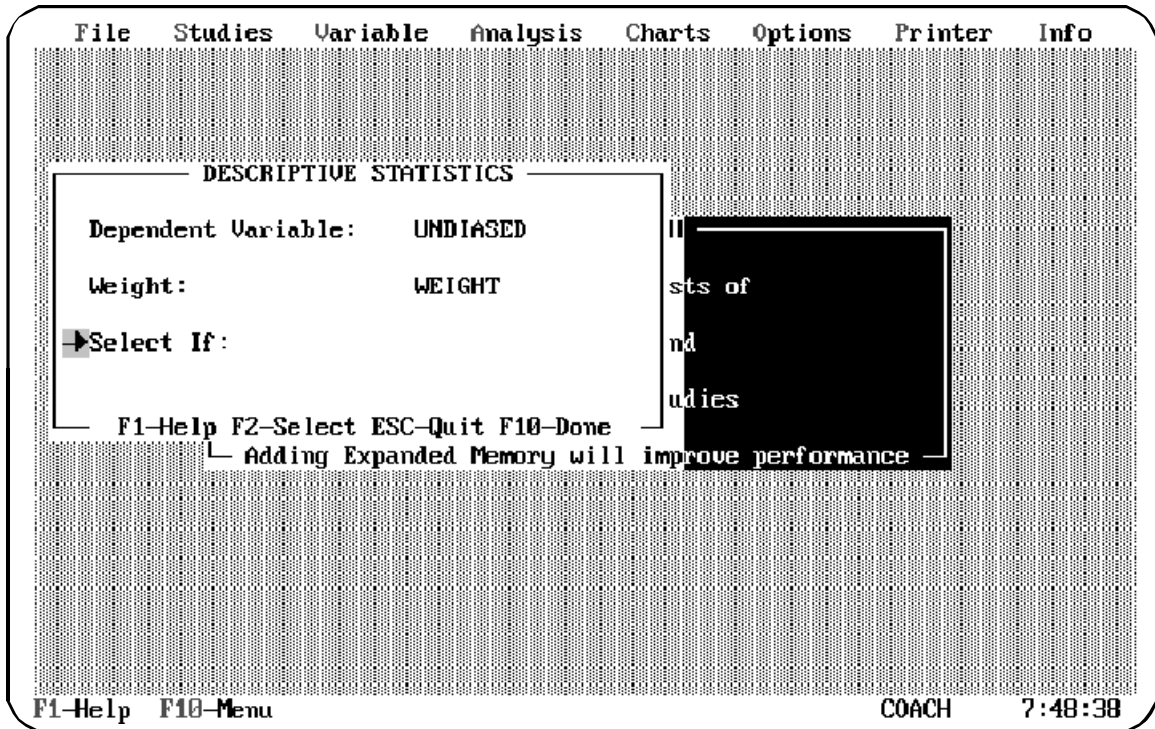 File Studies Variable Analysis Charts Options Printer Info
DESCRIPTIVE STATISTICS
Dependent Variable: UNDIASED
Weight: WEIGHT
sts of
Select If:
nd
udies
F1-Help F2-Select ESC-Quit F10-Done
Adding Expanded Memory will improve performance
F1-Help F10-Menu COACH 7:48:38